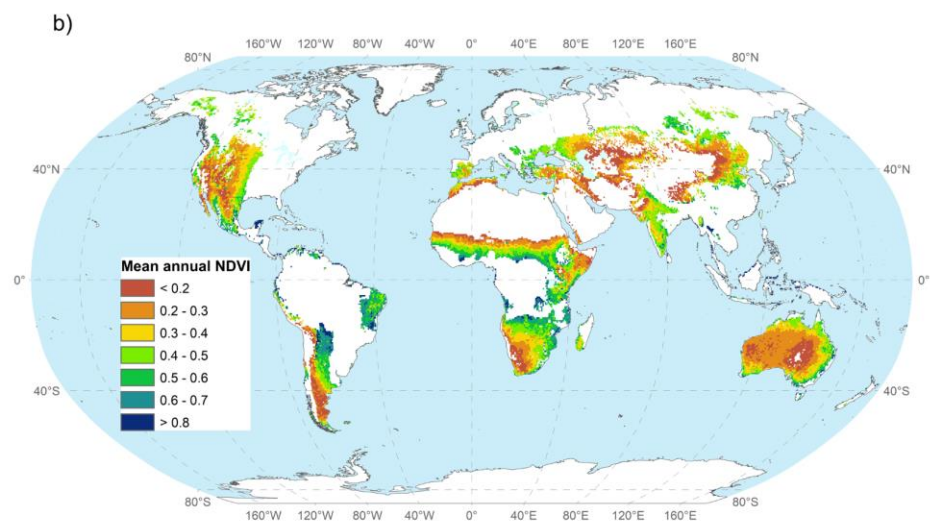 b)
160°W 120°W 80°W 40°W 0° 40°E 80°E 120°E 160°E
80°N 80°N
40°N 40°N
0° 0°
Mean annual NDVI
< 0.2
0.2 - 0.3
0.3 - 0.4
0.4 - 0.5
0.5 - 0.6
0.6 - 0.7
> 0.8
40°S 40°S
80°S 80°S
160°W 120°W 80°W 40°W 0° 40°E 80°E 120°E 160°E